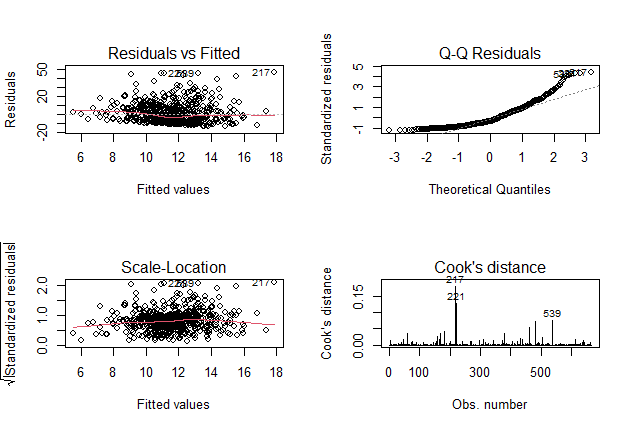 Residuals vs Fitted
Residuals
-20
20
50
217
6 8 10 12 14 16 18
Fitted values
Q-Q Residuals
Standardized residuals
-1 1 3 5
-3 -2 -1 0 1 2 3
Theoretical Quantiles
Scale-Location
√|Standardized residuals|
0.0 1.0 2.0
217
6 8 10 12 14 16 18
Fitted values
Cook's distance
Cook's distance
0.00
0.15
217
221
539
0 100 300 500
Obs. number